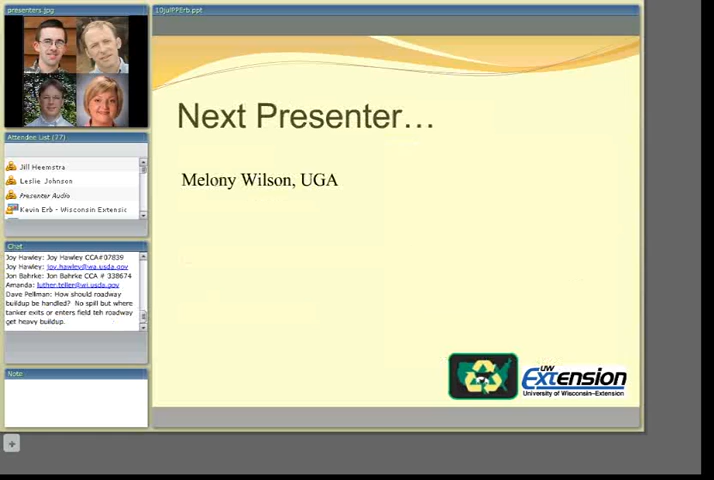 presenters.jpg
10julPPErb.ppt
Attendee List (77)
Jill Heemstra
Leslie Johnson
Presenter Audio
Kevin Erb - Wisconsin Extensic
Chat
Joy Hawley: Joy Hawley CCA#07839
Joy Hawley: joy.hawley@wa.usda.gov
Jon Bahrke: Jon Bahrke CCA # 338674
Amanda: luther.teller@wi.usda.gov
Dave Pellman: How should roadway
buildup be handled? No spill but where
tanker exits or enters field teh roadway
get heavy buildup.
Note
Next Presenter...
Melony Wilson, UGA
UW
Extension
University of Wisconsin–Extension